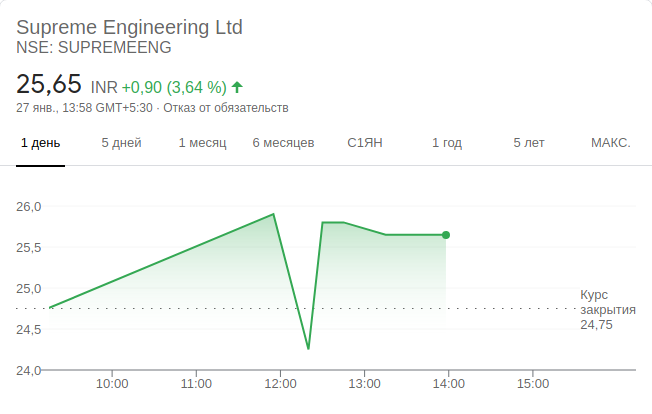 Supreme Engineering Ltd
NSE: SUPREMEENG
25,65 INR +0,90 (3,64 %)
27 янв., 13:58 GMT+5:30 · Отказ от обязательств
1 день 5 дней 1 месяц 6 месяцев С1ЯН 1 год 5 лет МАКС.
26,0
25,5
25,0
24,5
24,0
Курс
закрытия
24,75
10:00 11:00 12:00 13:00 14:00 15:00